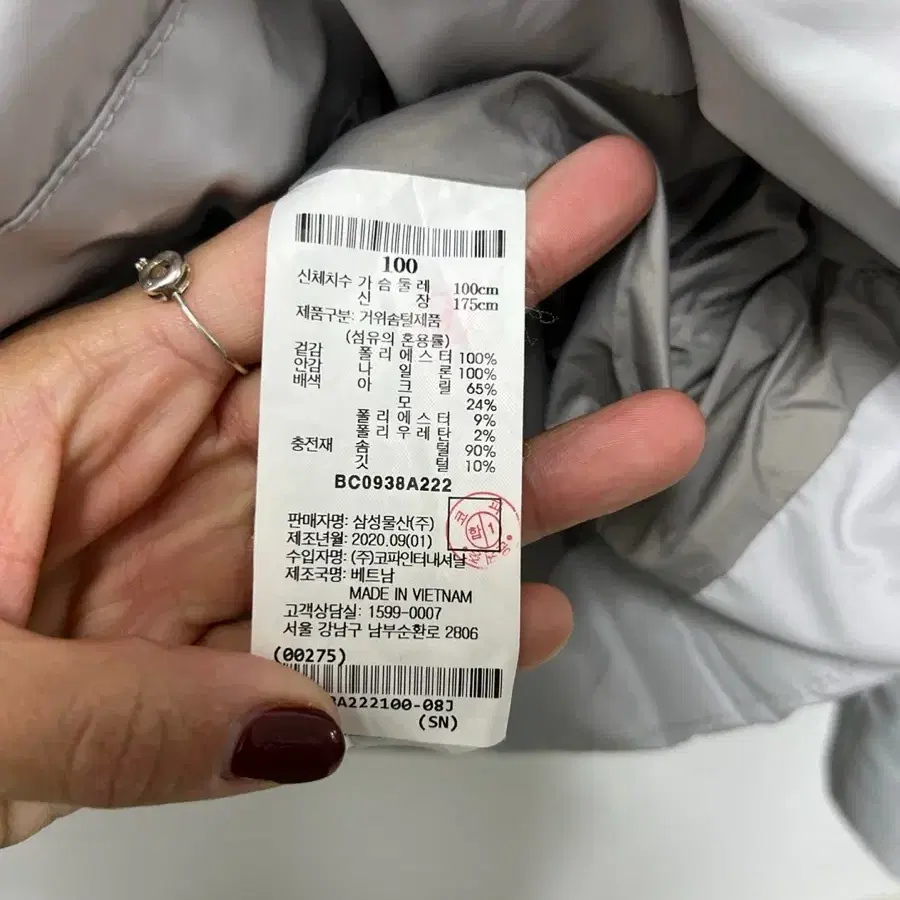 100
신체치수 가 슴 둘 레 100cm
신 장 175cm
제품구분: 거위솜털제품
(섬유의 혼용률)
겉감 폴 리 에 스 터 100%
안감 나 일 론 100%
배색 아 크 릴 65%
모 24%
폴 리 에 스 터 9%
폴 리 우 레 탄 2%
충전재 솜 털 90%
깃 털 10%
BC0938A222
판매자명: 삼성물산(주)
제조년월: 2020.09(01)
수입자명: (주)코파인터내셔날
제조국명: 베트남
MADE IN VIETNAM
고객상담실: 1599-0007
서울 강남구 남부순환로 2806
(00275)
A222100-08J
(SN)
합 1